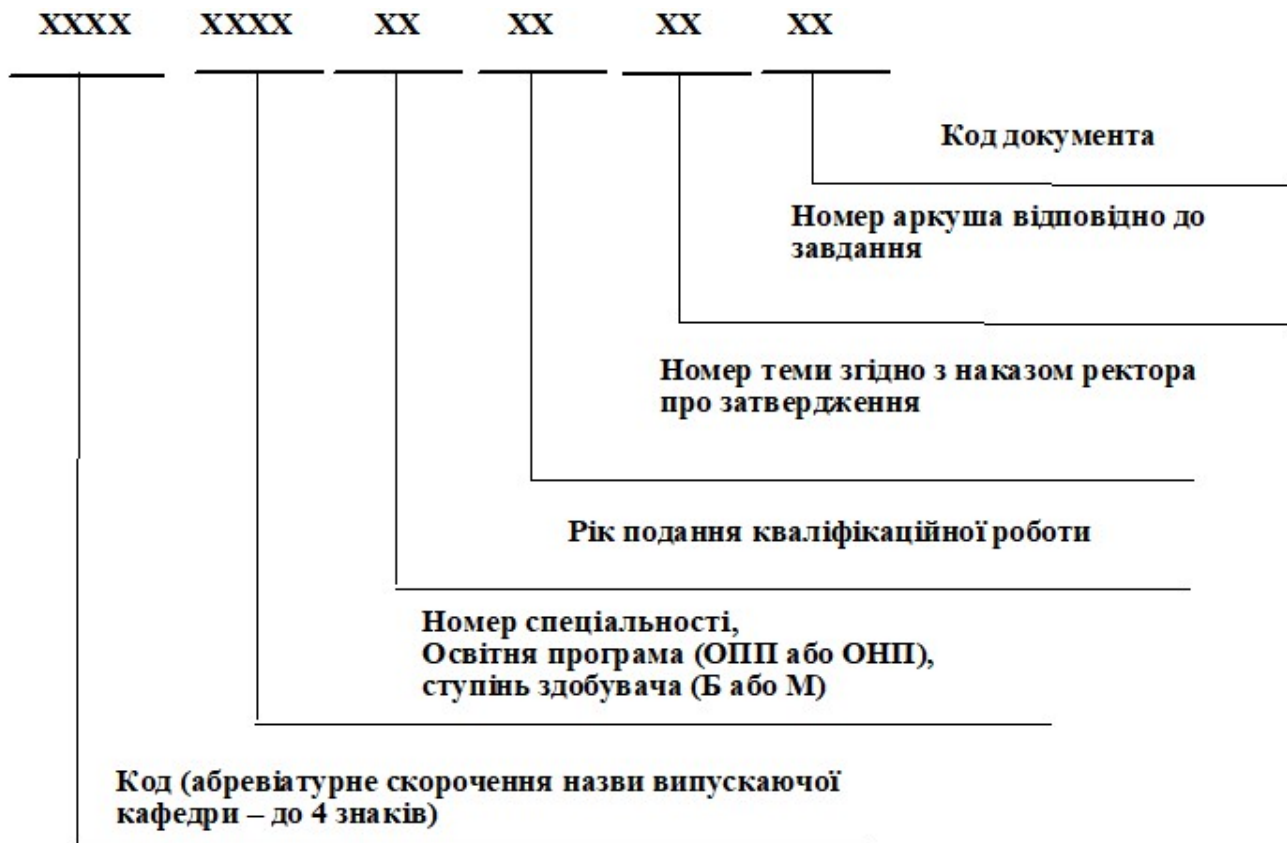 XXXX XXXX XX XX XX XX
Код документа
Номер аркуша відповідно до
завдання
Номер теми згідно з наказом ректора
про затвердження
Рік подання кваліфікаційної роботи
Номер спеціальності,
Освітня програма (ОПП або ОНП),
ступінь здобувача (Б або М)
Код (абревіатурне скорочення назви випускаючої
кафедри – до 4 знаків)